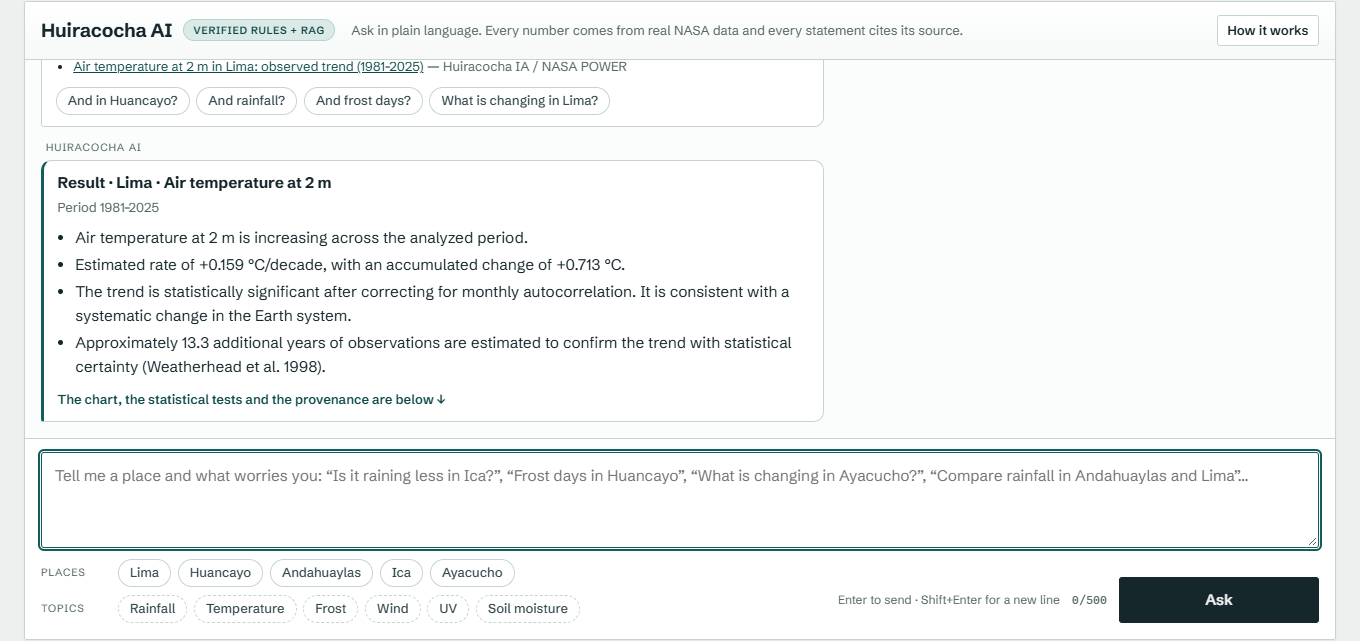 Huiracocha AI VERIFIED RULES + RAG Ask in plain language. Every number comes from real NASA data and every statement cites its source. How it works
• Air temperature at 2 m in Lima: observed trend (1981-2025) — Huiracocha IA / NASA POWER
And in Huancayo? And rainfall? And frost days? What is changing in Lima?
HUIRACOCHA AI
Result · Lima · Air temperature at 2 m
Period 1981-2025
• Air temperature at 2 m is increasing across the analyzed period.
• Estimated rate of +0.159 °C/decade, with an accumulated change of +0.713 °C.
• The trend is statistically significant after correcting for monthly autocorrelation. It is consistent with a
systematic change in the Earth system.
• Approximately 13.3 additional years of observations are estimated to confirm the trend with statistical
certainty (Weatherhead et al. 1998).
The chart, the statistical tests and the provenance are below ↓
Tell me a place and what worries you: “Is it raining less in Ica?”, “Frost days in Huancayo”, “What is changing in Ayacucho?”, “Compare rainfall in Andahuaylas and Lima”…
PLACES Lima Huancayo Andahuaylas Ica Ayacucho
TOPICS Rainfall Temperature Frost Wind UV Soil moisture
Enter to send · Shift+Enter for a new line 0/500 Ask